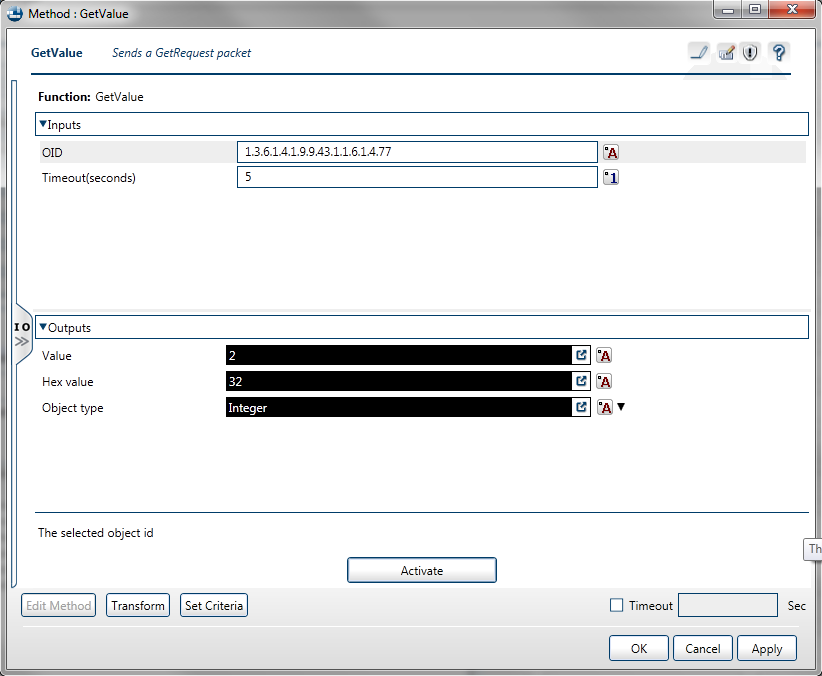 Method : GetValue
GetValue Sends a GetRequest packet
Function: GetValue
Inputs
OID 1.3.6.1.4.1.9.9.43.1.1.6.1.4.77 A
Timeout(seconds) 5 1
I O
Outputs
Value 2 A
Hex value 32 A
Object type Integer A
The selected object id
Th
Activate
Edit Method Transform Set Criteria Timeout Sec
OK Cancel Apply